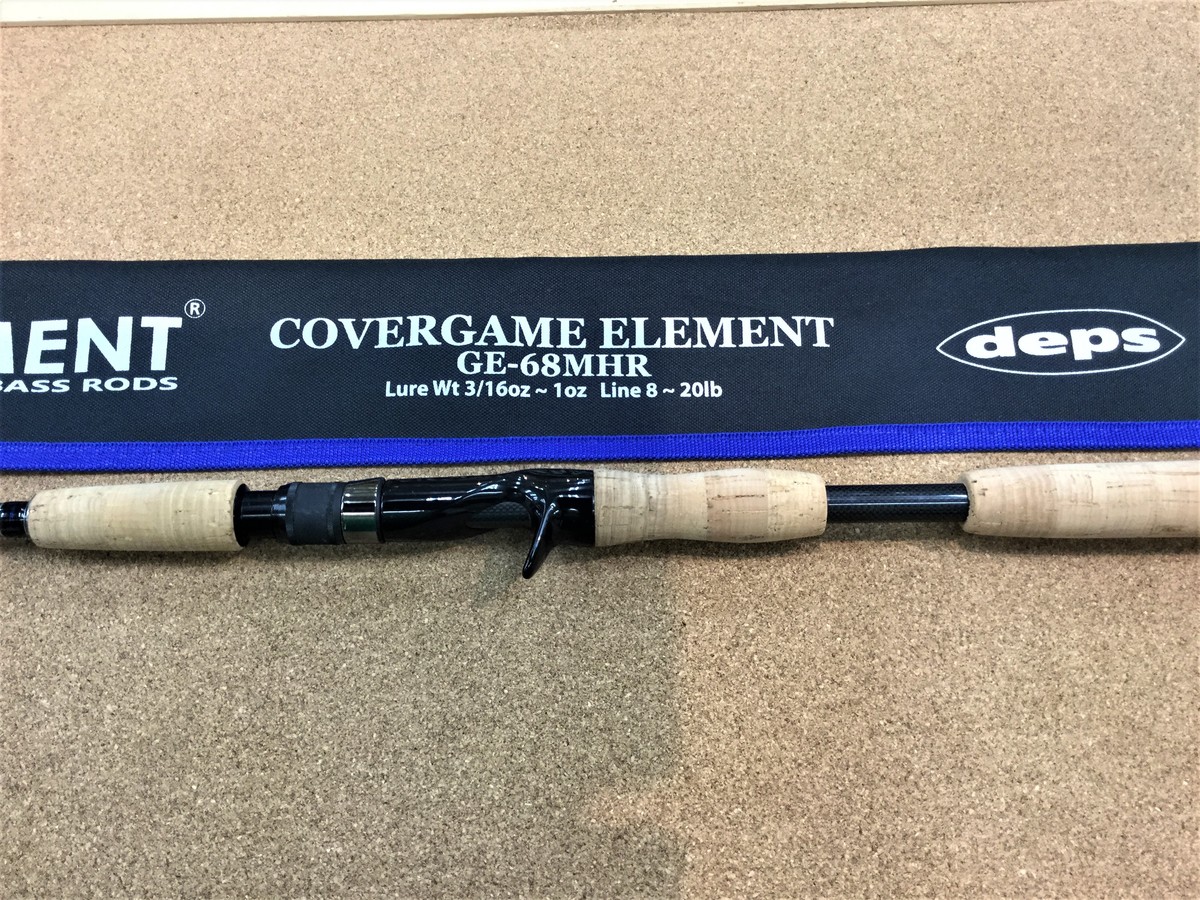 MENT®
BASS RODS
COVERGAME ELEMENT
GE-68MHR
Lure Wt 3/16oz ~ 1oz Line 8 ~ 20lb
deps